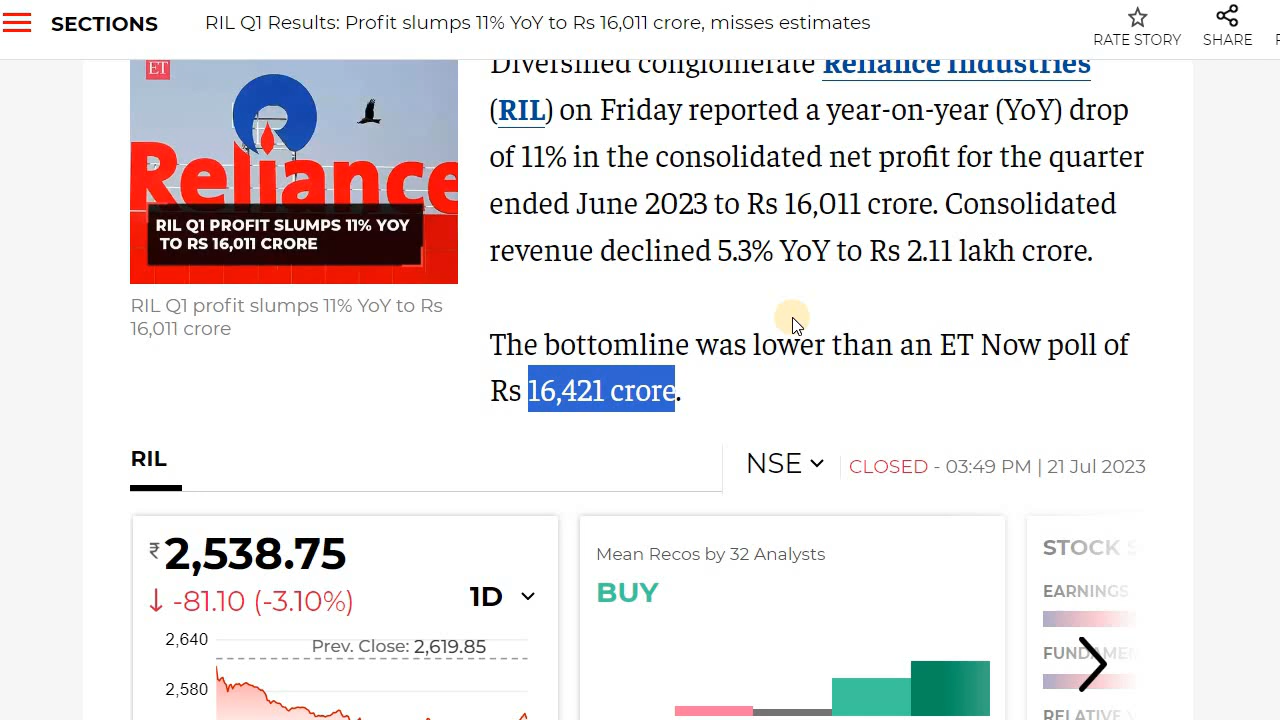 SECTIONS
RIL Q1 Results: Profit slumps 11% YoY to Rs 16,011 crore, misses estimates
RATE STORY
SHARE
ET
Reliance
RIL Q1 PROFIT SLUMPS 11% YOY
TO RS 16,011 CRORE
RIL Q1 profit slumps 11% YoY to Rs
16,011 crore
Diversified conglomerate Reliance Industries
(RIL) on Friday reported a year-on-year (YoY) drop
of 11% in the consolidated net profit for the quarter
ended June 2023 to Rs 16,011 crore. Consolidated
revenue declined 5.3% YoY to Rs 2.11 lakh crore.
The bottomline was lower than an ET Now poll of
Rs 16,421 crore.
RIL
NSE
CLOSED - 03:49 PM | 21 Jul 2023
₹2,538.75
↓ -81.10 (-3.10%)
1D
2,640
Prev. Close: 2,619.85
2,580
Mean Recos by 32 Analysts
BUY
STOCK
EARNINGS
FUNDAMEN
RELATIVE